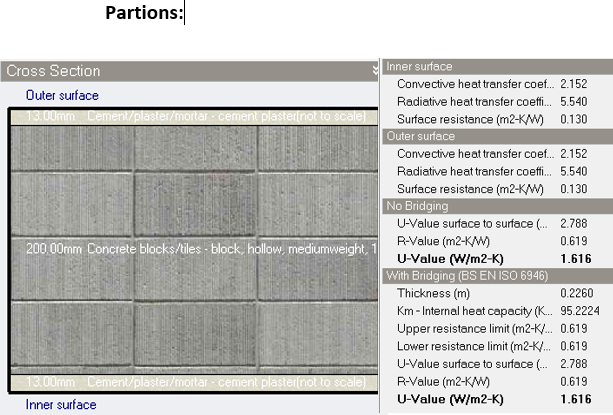 Partions:
Cross Section
Outer surface
13.00mm Cement/plaster/mortar - cement plaster(not to scale)
200.00mm Concrete blocks/tiles - block, hollow, mediumweight, 1
13.00mm Cement/plaster/mortar - cement plaster(not to scale)
Inner surface
Inner surface
Convective heat transfer coef... 2.152
Radiative heat transfer coeffi... 5.540
Surface resistance (m2-K/W) 0.130
Outer surface
Convective heat transfer coef... 2.152
Radiative heat transfer coeffi... 5.540
Surface resistance (m2-K/W) 0.130
No Bridging
U-Value surface to surface (... 2.788
R-Value (m2-K/W) 0.619
U-Value (W/m2-K) 1.616
With Bridging (BS EN ISO 6946)
Thickness (m) 0.2260
Km - Internal heat capacity (K... 95.2224
Upper resistance limit (m2-K/... 0.619
Lower resistance limit (m2-K/... 0.619
U-Value surface to surface (... 2.788
R-Value (m2-K/W) 0.619
U-Value (W/m2-K) 1.616